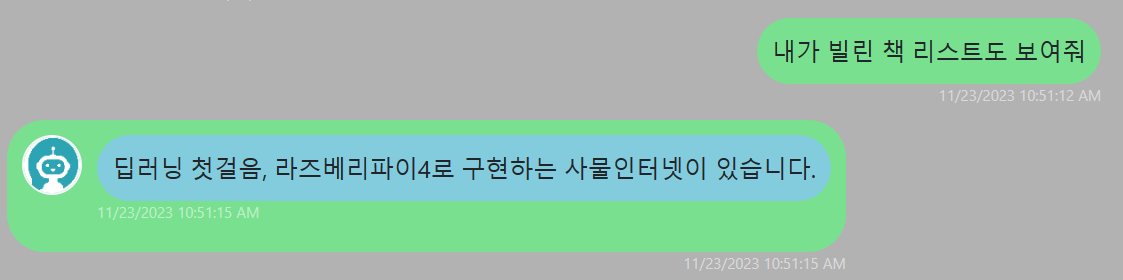 내가 빌린 책 리스트도 보여줘
11/23/2023 10:51:12 AM
딥러닝 첫걸음, 라즈베리파이4로 구현하는 사물인터넷이 있습니다.
11/23/2023 10:51:15 AM
11/23/2023 10:51:15 AM